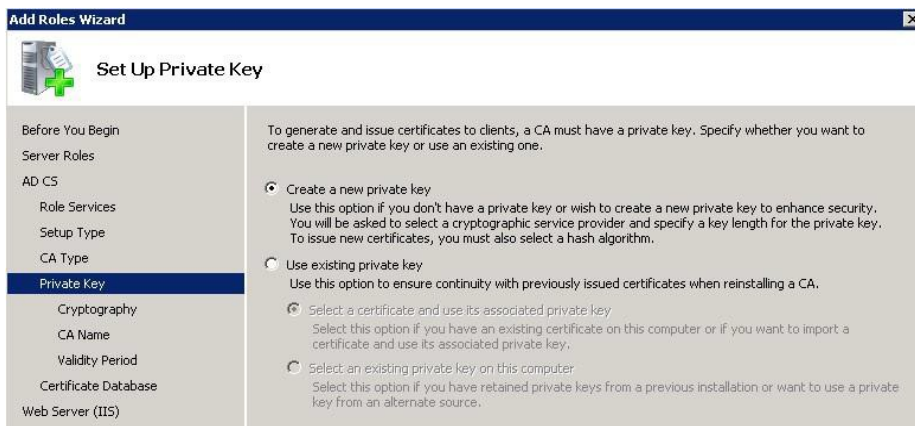 Add Roles Wizard
Set Up Private Key
Before You Begin
Server Roles
AD CS
Role Services
Setup Type
CA Type
Private Key
Cryptography
CA Name
Validity Period
Certificate Database
Web Server (IIS)
To generate and issue certificates to clients, a CA must have a private key. Specify whether you want to
create a new private key or use an existing one.
Create a new private key
Use this option if you don't have a private key or wish to create a new private key to enhance security.
You will be asked to select a cryptographic service provider and specify a key length for the private key.
To issue new certificates, you must also select a hash algorithm.
Use existing private key
Use this option to ensure continuity with previously issued certificates when reinstalling a CA.
Select a certificate and use its associated private key
Select this option if you have an existing certificate on this computer or if you want to import a
certificate and use its associated private key.
Select an existing private key on this computer
Select this option if you have retained private keys from a previous installation or want to use a private
key from an alternate source.